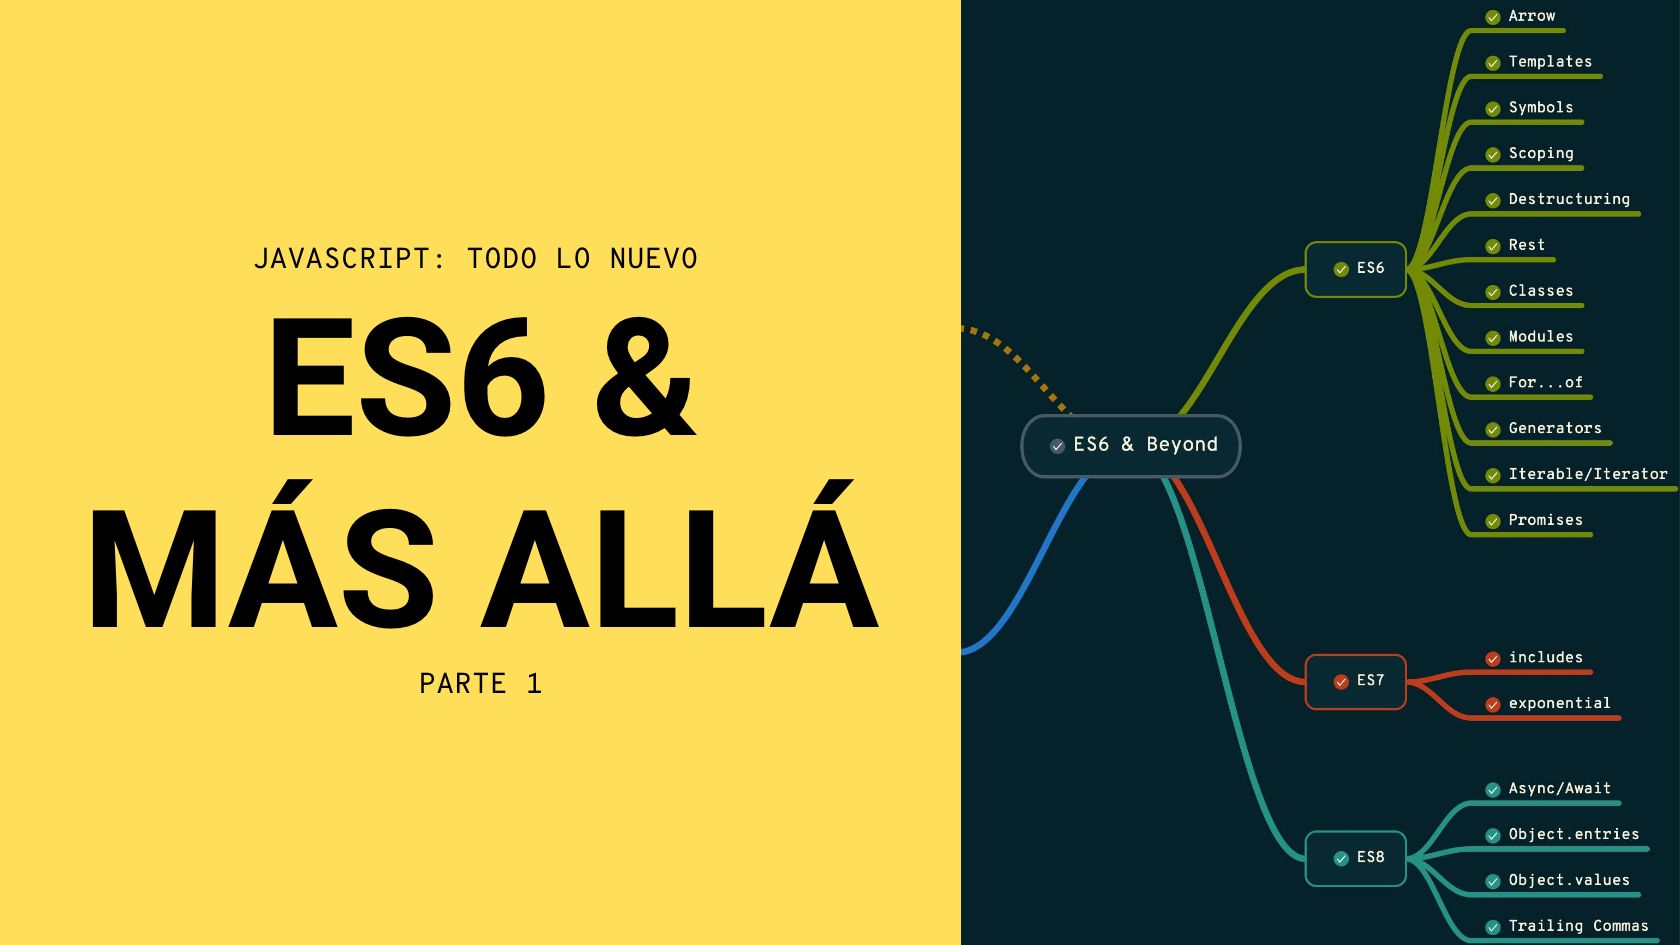 JAVASCRIPT: TODO LO NUEVO
ES6 &
MÁS ALLÁ
PARTE 1
ES6 & Beyond
ES6
Arrow
Templates
Symbols
Scoping
Destructuring
Rest
Classes
Modules
For...of
Generators
Iterable/Iterator
Promises
ES7
includes
exponential
ES8
Async/Await
Object.entries
Object.values
Trailing Commas